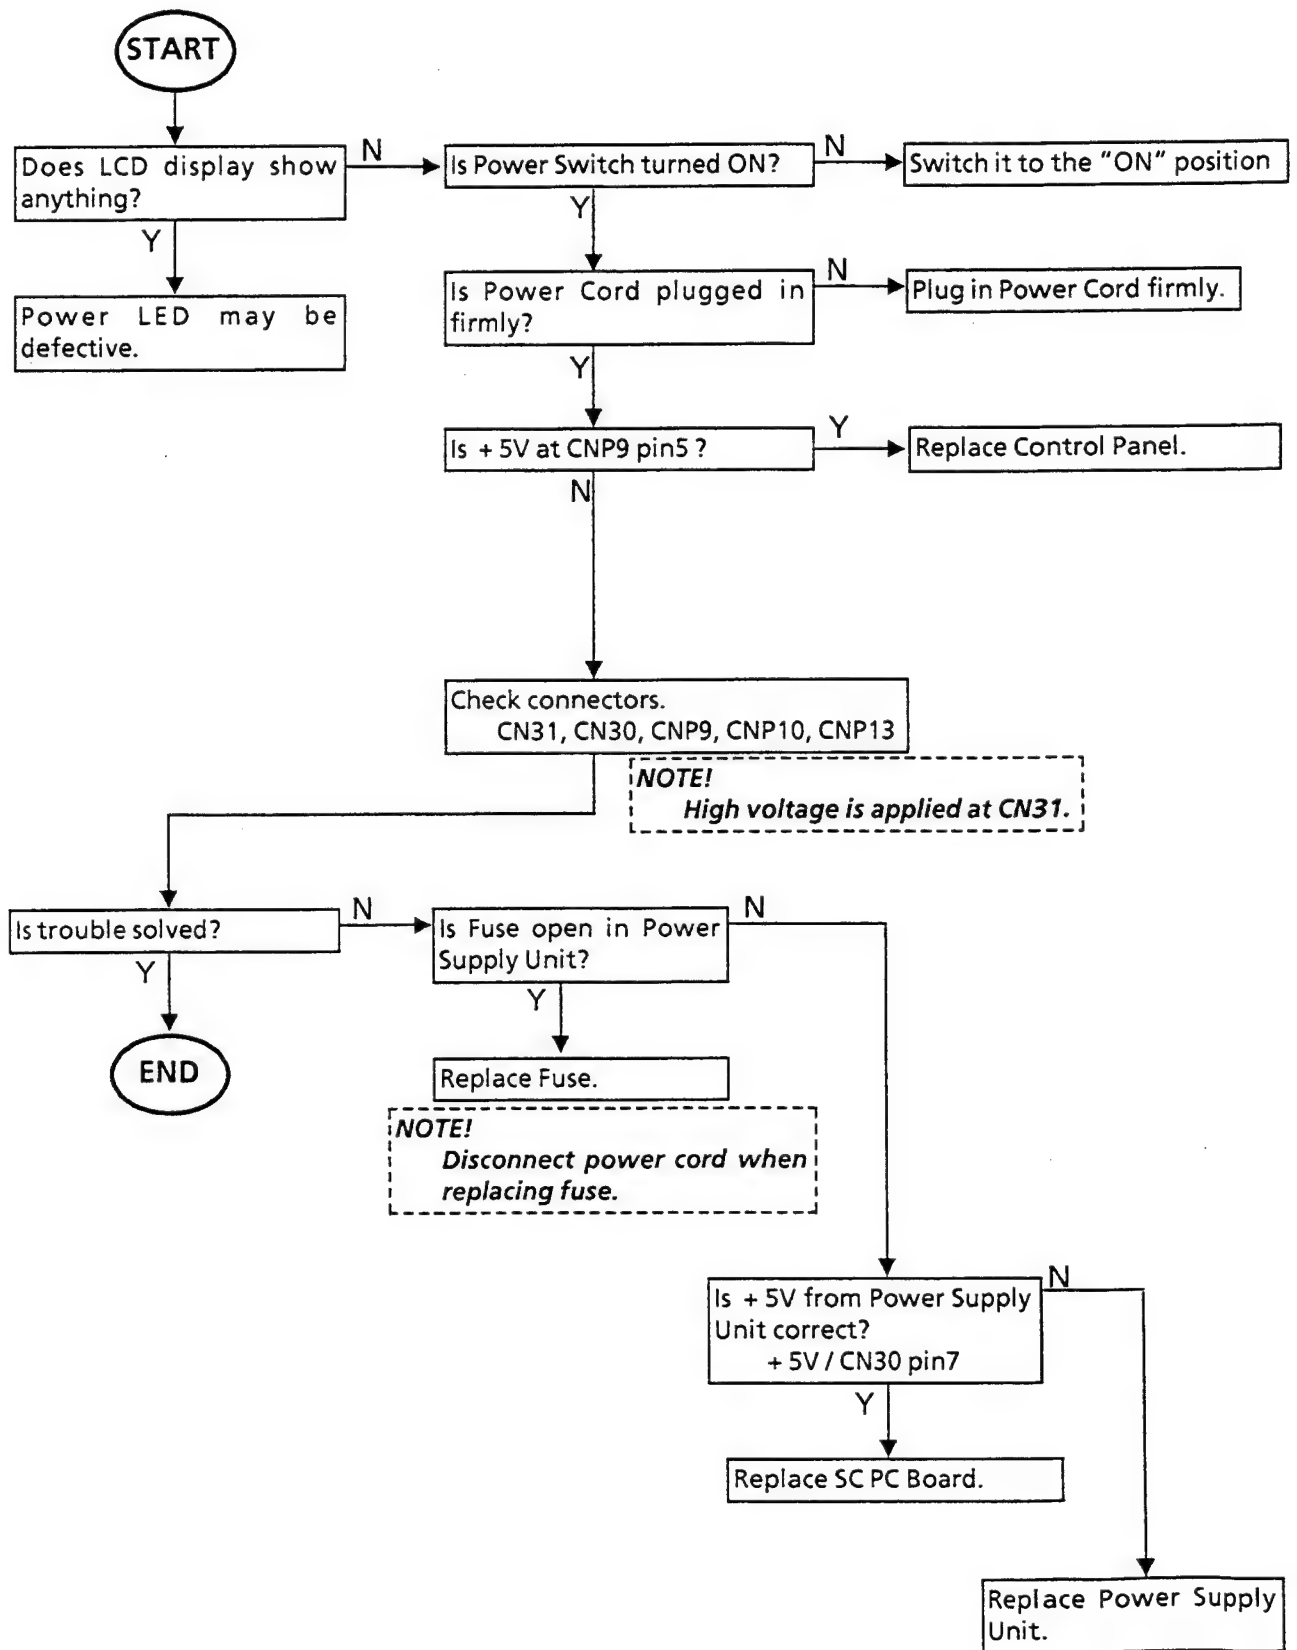 START
Does LCD display show
anything?
N
Is Power Switch turned ON?
N
Switch it to the "ON" position
Y
Y
Power LED may be
defective.
Is Power Cord plugged in
firmly?
N
Plug in Power Cord firmly.
Y
Is + 5V at CNP9 pin5 ?
Y
Replace Control Panel.
N
Check connectors.
CN31, CN30, CNP9, CNP10, CNP13
NOTE!
High voltage is applied at CN31.
Is trouble solved?
N
Is Fuse open in Power
Supply Unit?
N
Y
Y
END
Replace Fuse.
NOTE!
Disconnect power cord when
replacing fuse.
Is + 5V from Power Supply
Unit correct?
+ 5V / CN30 pin7
N
Y
Replace SC PC Board.
Replace Power Supply
Unit.